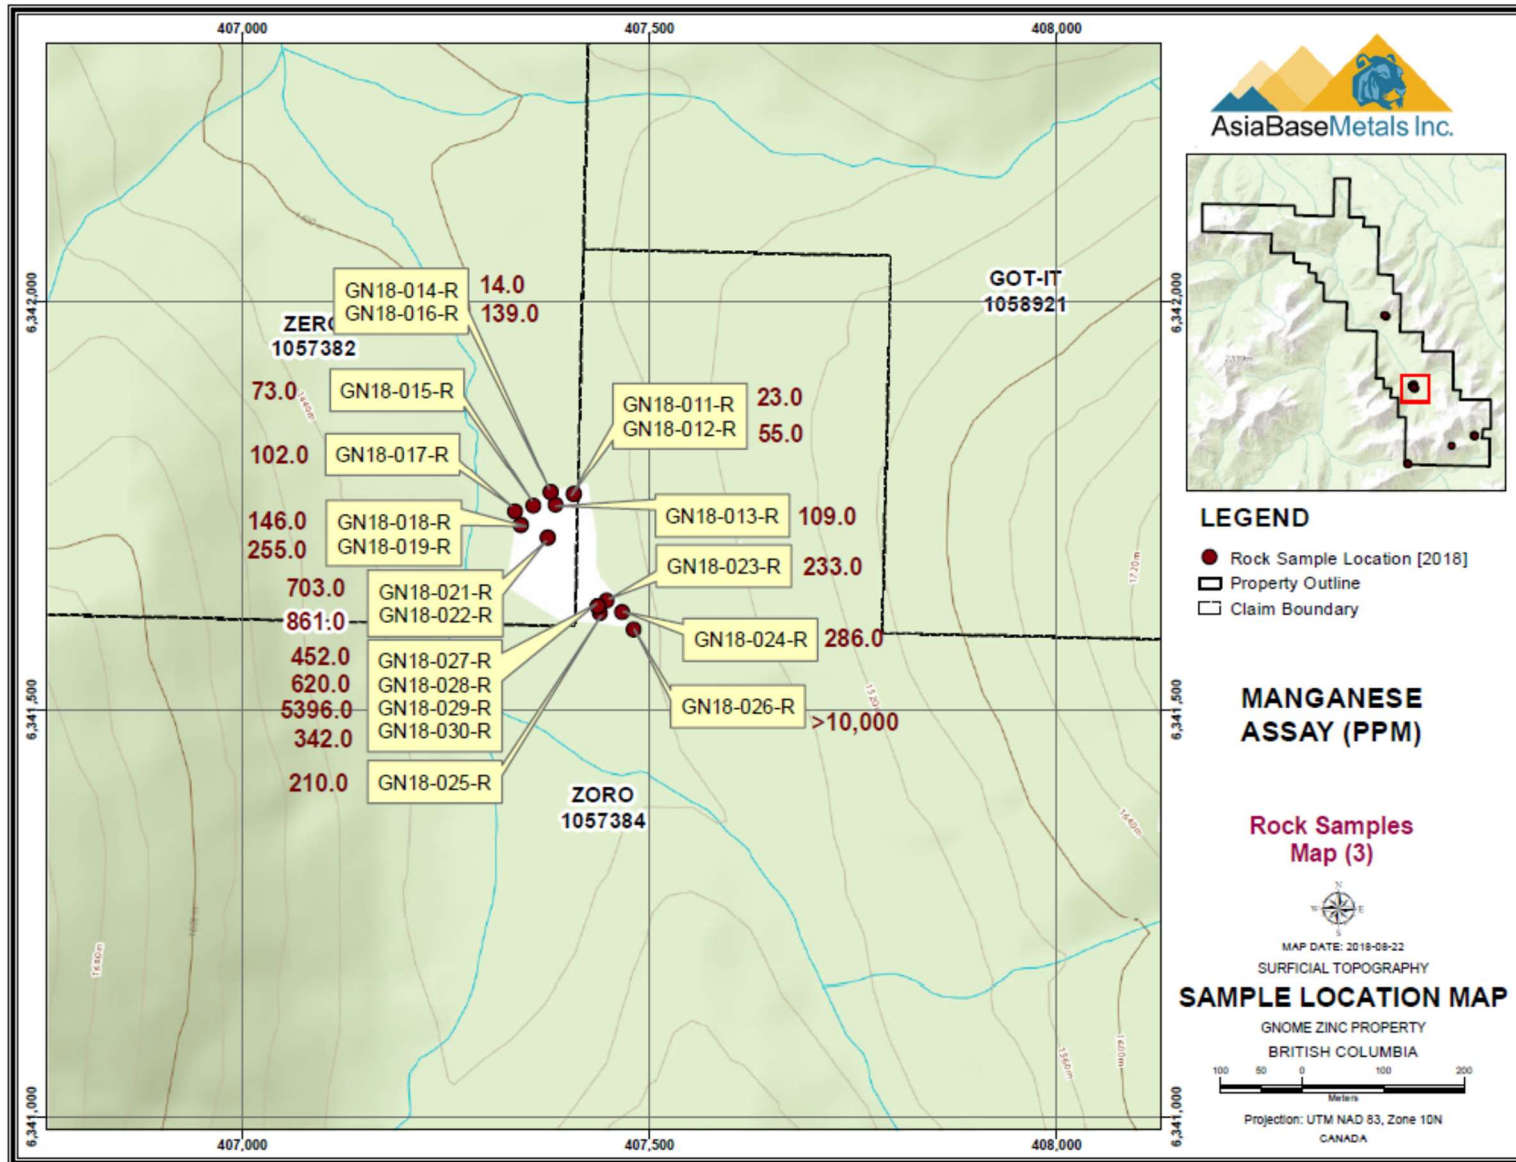 407,000
407,500
408,000
6,342,000
6,342,000
6,341,500
6,341,500
6,341,000
6,341,000
GN18-014-R 14.0
GN18-016-R 139.0
1057382
73.0 GN18-015-R
102.0 GN18-017-R
GN18-011-R 23.0
GN18-012-R 55.0
146.0 GN18-018-R
255.0 GN18-019-R
GN18-013-R 109.0
GN18-023-R 233.0
703.0 GN18-021-R
861.0 GN18-022-R
GN18-024-R 286.0
452.0 GN18-027-R
620.0 GN18-028-R
5396.0 GN18-029-R
342.0 GN18-030-R
GN18-026-R >10,000
210.0 GN18-025-R
GOT-IT
1058921
ZORO
1057384
1440m
1720m
1520m
1640m
1680m
1560m
1600m
407,000
407,500
408,000
AsiaBaseMetals Inc.
LEGEND
Rock Sample Location [2018]
Property Outline
Claim Boundary
MANGANESE
ASSAY (PPM)
Rock Samples
Map (3)
N
W E
S
MAP DATE: 2018-08-22
SURFICIAL TOPOGRAPHY
SAMPLE LOCATION MAP
GNOME ZINC PROPERTY
BRITISH COLUMBIA
100 50 0 100 200
Meters
Projection: UTM NAD 83, Zone 10N
CANADA